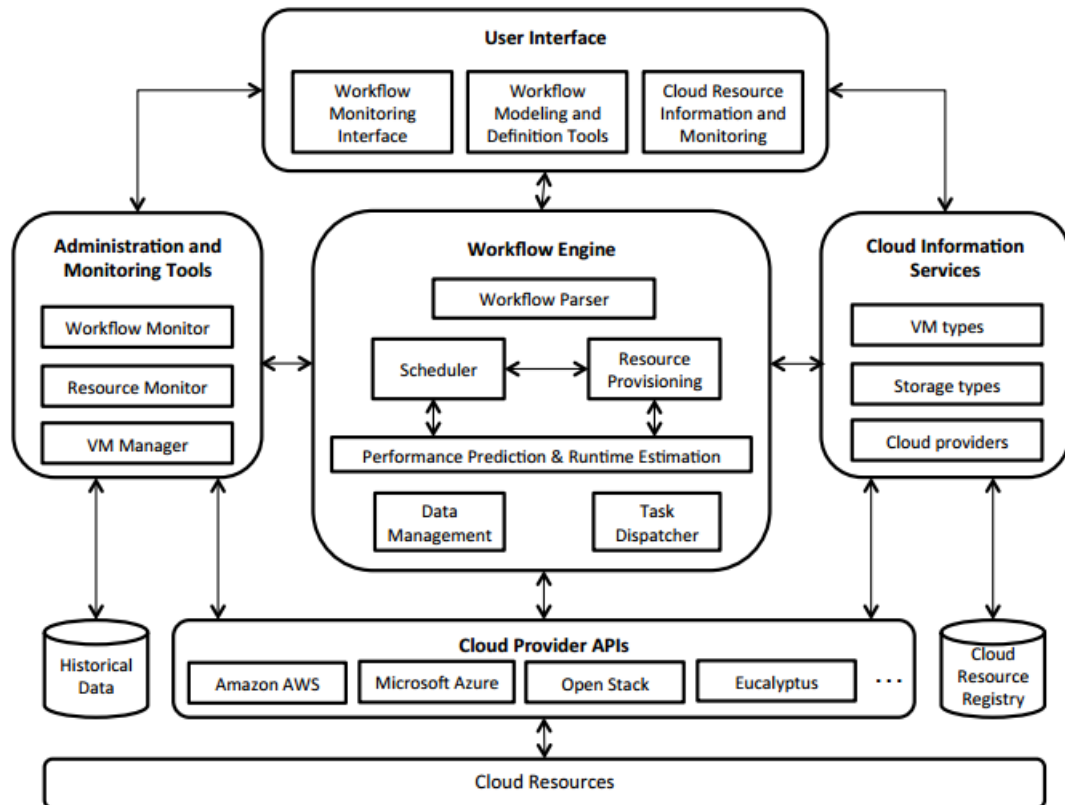 User Interface
Workflow
Monitoring
Interface
Workflow
Modeling and
Definition Tools
Cloud Resource
Information and
Monitoring
Administration and
Monitoring Tools
Workflow Monitor
Resource Monitor
VM Manager
Workflow Engine
Workflow Parser
Scheduler
Resource
Provisioning
Performance Prediction & Runtime Estimation
Data
Management
Task
Dispatcher
Cloud Information
Services
VM types
Storage types
Cloud providers
Historical
Data
Cloud Provider APIs
Amazon AWS
Microsoft Azure
Open Stack
Eucalyptus
...
Cloud
Resource
Registry
Cloud Resources